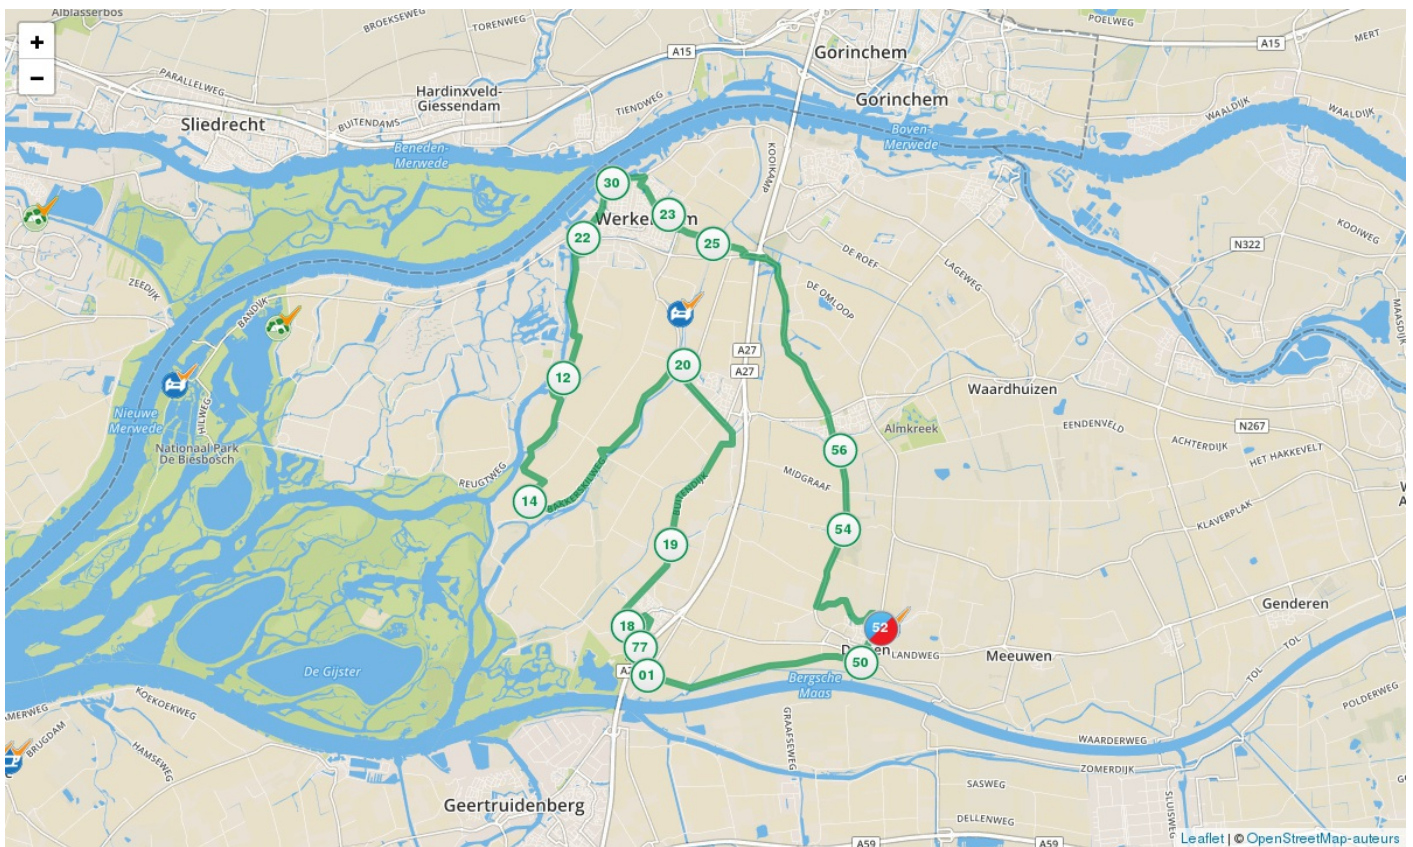 Alblasserbos
BROEKSEWEG
TORENWEG
POELWEG
MERT
A15
A15
Gorinchem
PARALLELWEG
Hardinxveld-
Giessendam
TIENDWEG
Gorinchem
WAALDIJK
WAALDIJK
Sliedrecht
BUITENDAMS
Beneden-
Merwede
Boven-
Merwede
KOOIKAMP
30
23
22
25
KOOIWEG
N322
DE ROEF
LAGEWEG
ZEEDIJK
BANDIJK
DE OMLOOP
MAASDIJK
A27
A27
20
12
Waardhuizen
HILWEG
Nieuwe
Merwede
Nationaal Park
De Biesbosch
Almkreek
EENDENVELD
N267
ACHTERDIJK
HET HAKKEVELT
56
REUGTWEG
BAKKERSKILWEG
BUITENDIJK
MIDGRAAF
14
KLAVERPLAK
54
19
Genderen
18
52
77
50
LANDWEG
Meeuwen
01
De Gijster
Bergsche
Maas
TOL
TOL
POLDERWEG
KOEKOEKWEG
BRUGDAM
HAMSEWEG
GRAAFSEWEG
WAARDERWEG
ZOMERDIJK
SASWEG
SLUISWEG
Geertruidenberg
DELLENWEG
A59
A59
+
−
Leaflet | © OpenStreetMap-auteurs